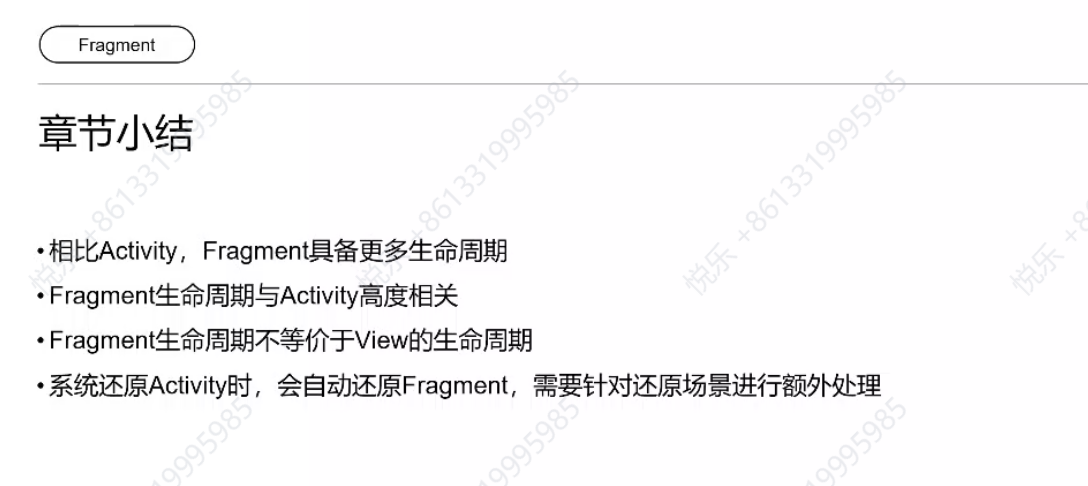 Fragment
章节小结
•相比Activity，Fragment具备更多生命周期
•Fragment生命周期与Activity高度相关
•Fragment生命周期不等价于View的生命周期
•系统还原Activity时，会自动还原Fragment，需要针对还原场景进行额外处理
悦乐 +8613319995985
悦乐 +8613319995985
悦乐 +8613319995985
悦乐 +86
19995985
19995985
19995985